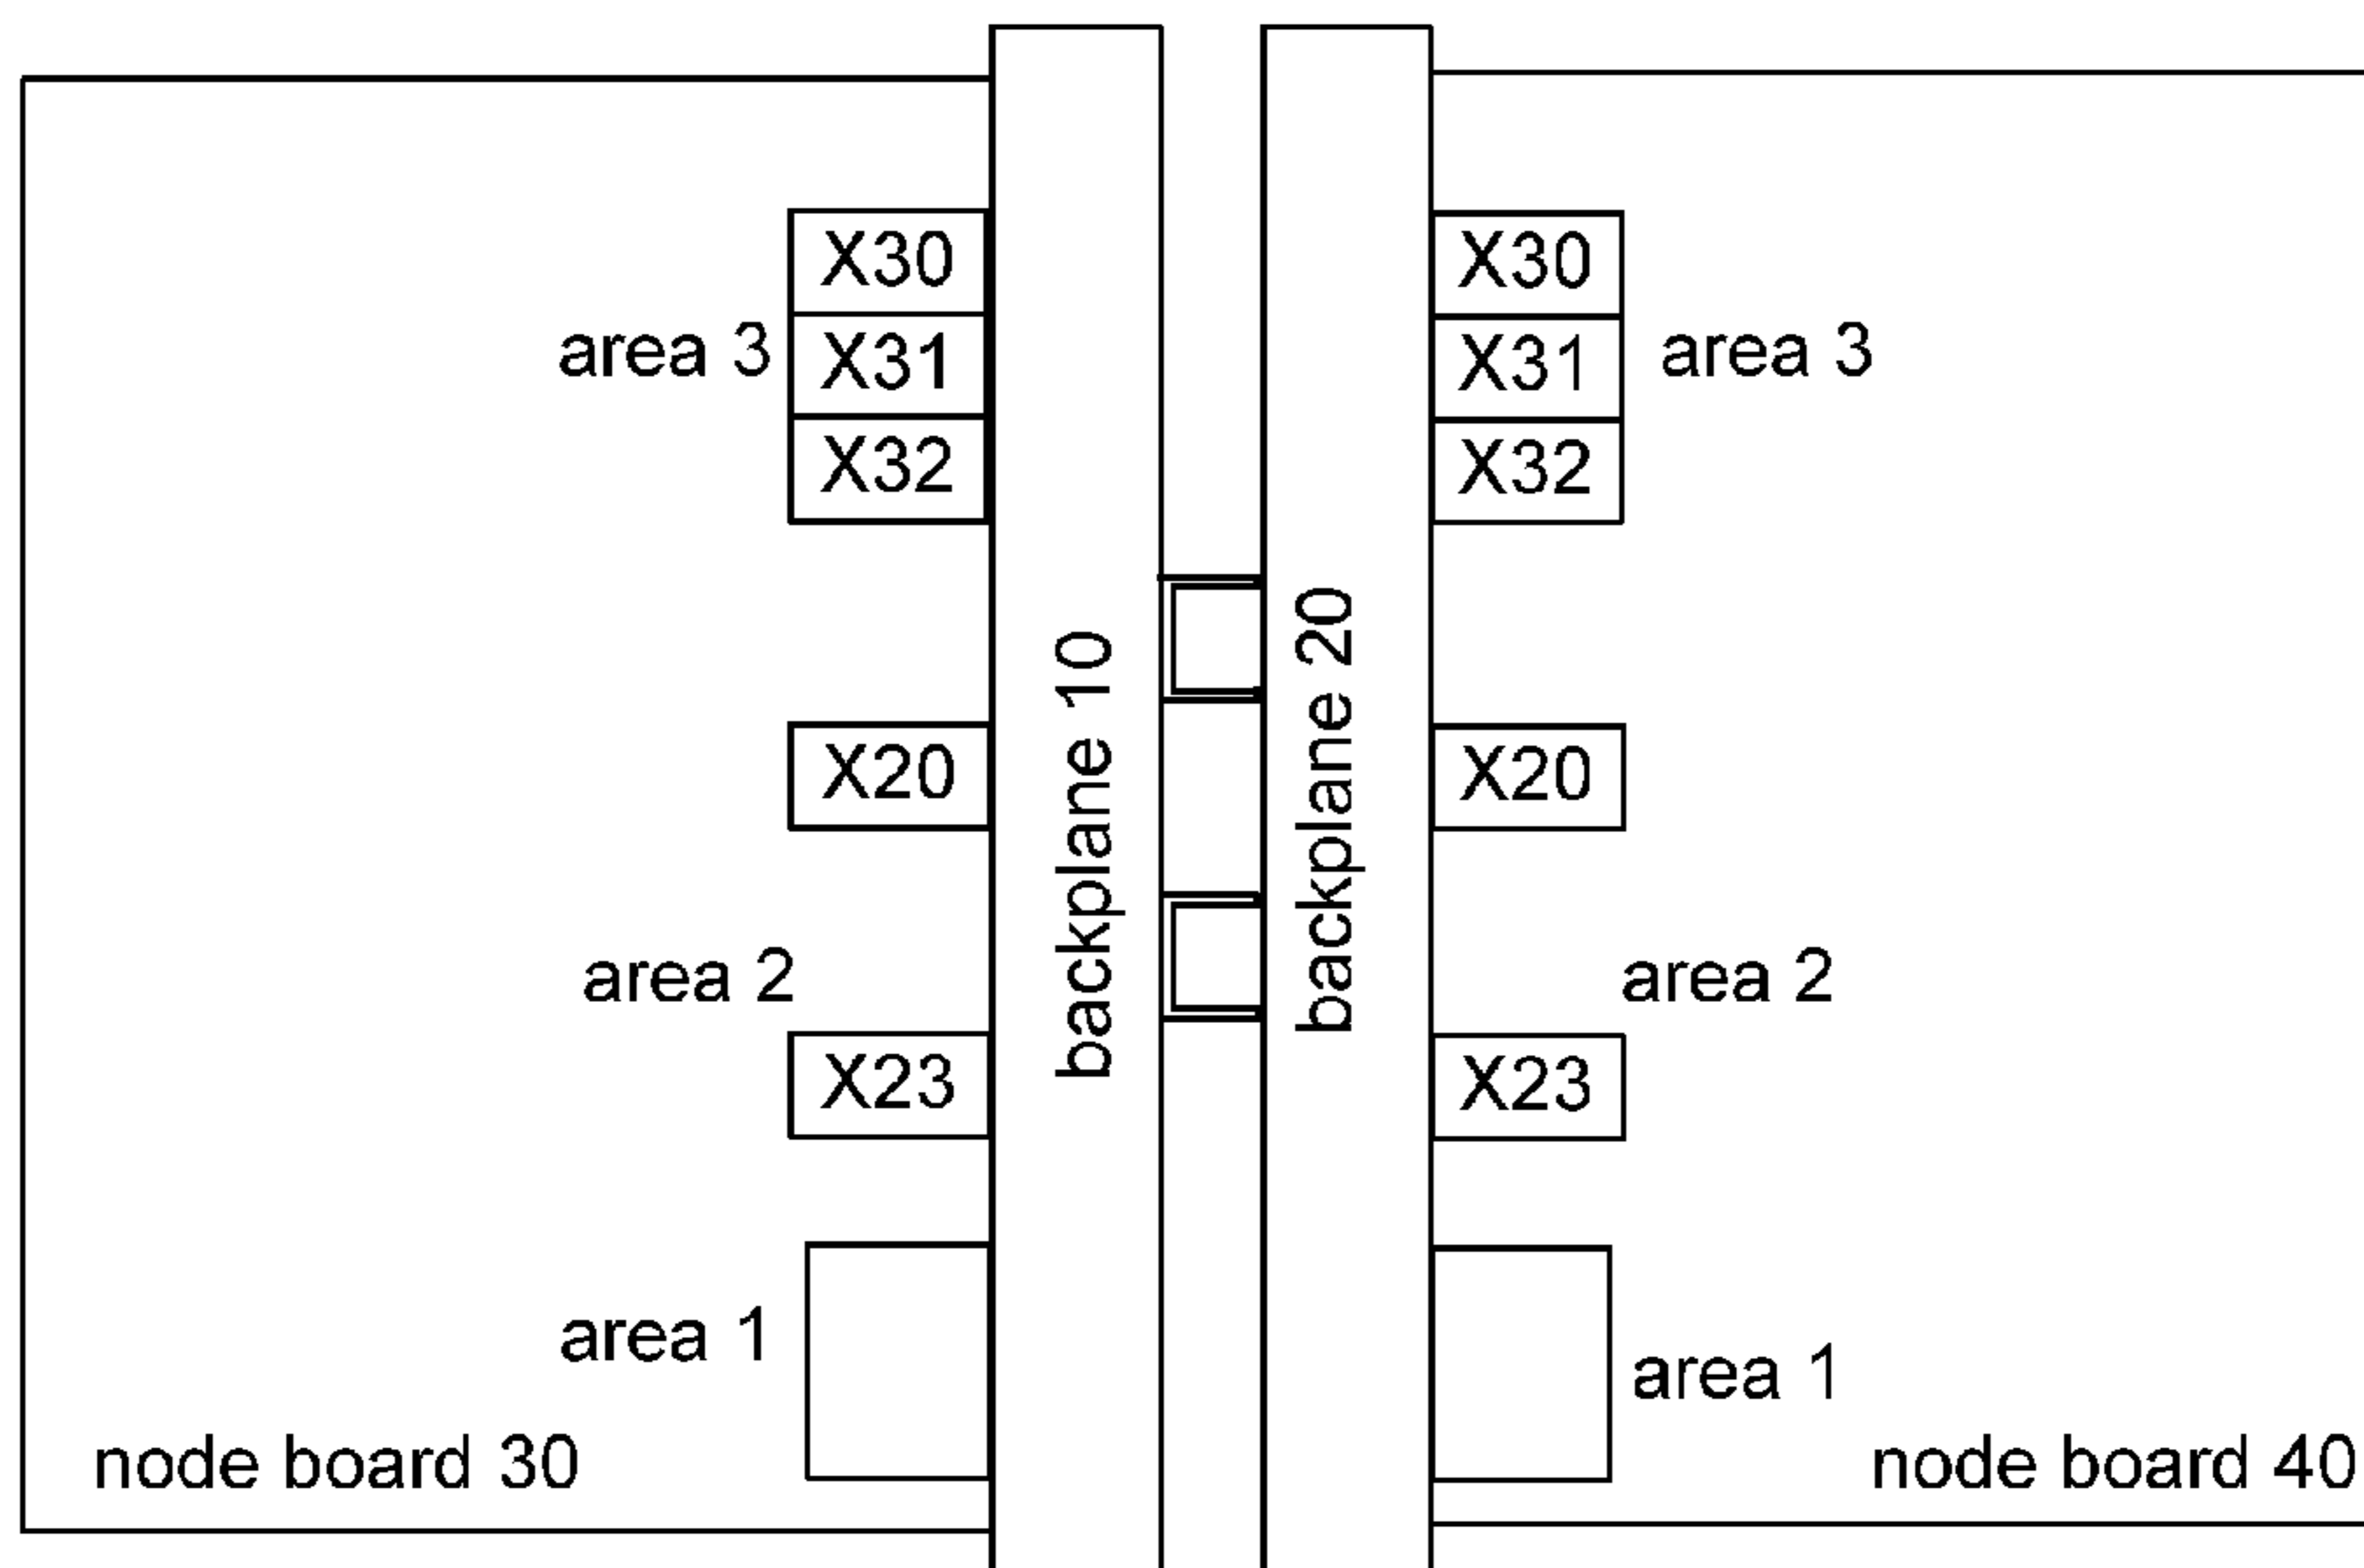 X30
X31
X32
area 3
X20
area 2
X23
area 1
node board 30
backplane 10
backplane 20
X30
X31
X32
area 3
X20
area 2
X23
area 1
node board 40